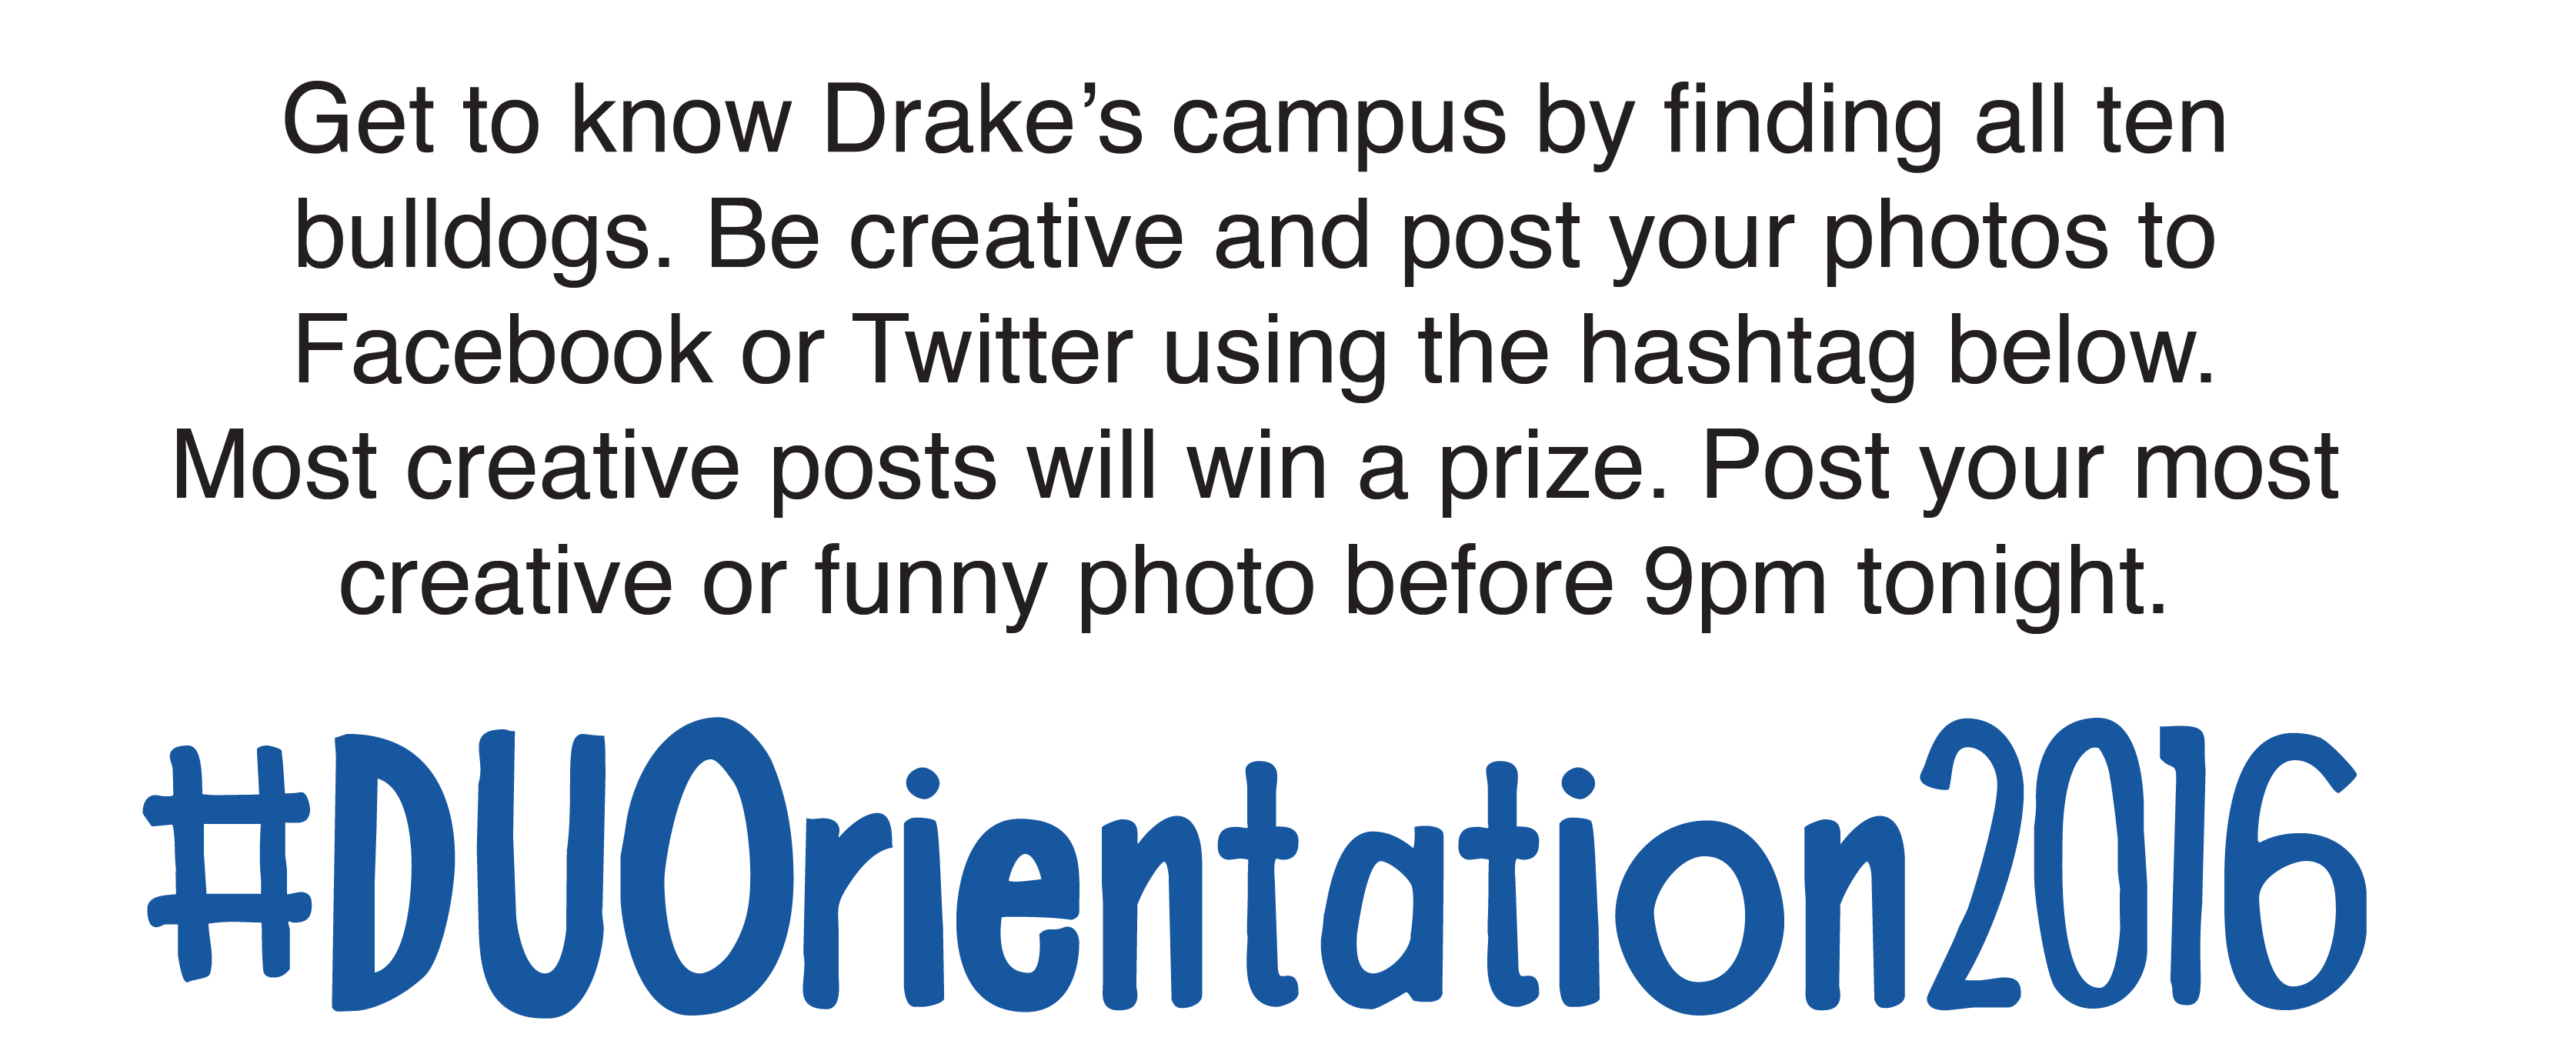 Get to know Drake’s campus by finding all ten
bulldogs. Be creative and post your photos to
Facebook or Twitter using the hashtag below.
Most creative posts will win a prize. Post your most
creative or funny photo before 9pm tonight.
#DUOrientation2016